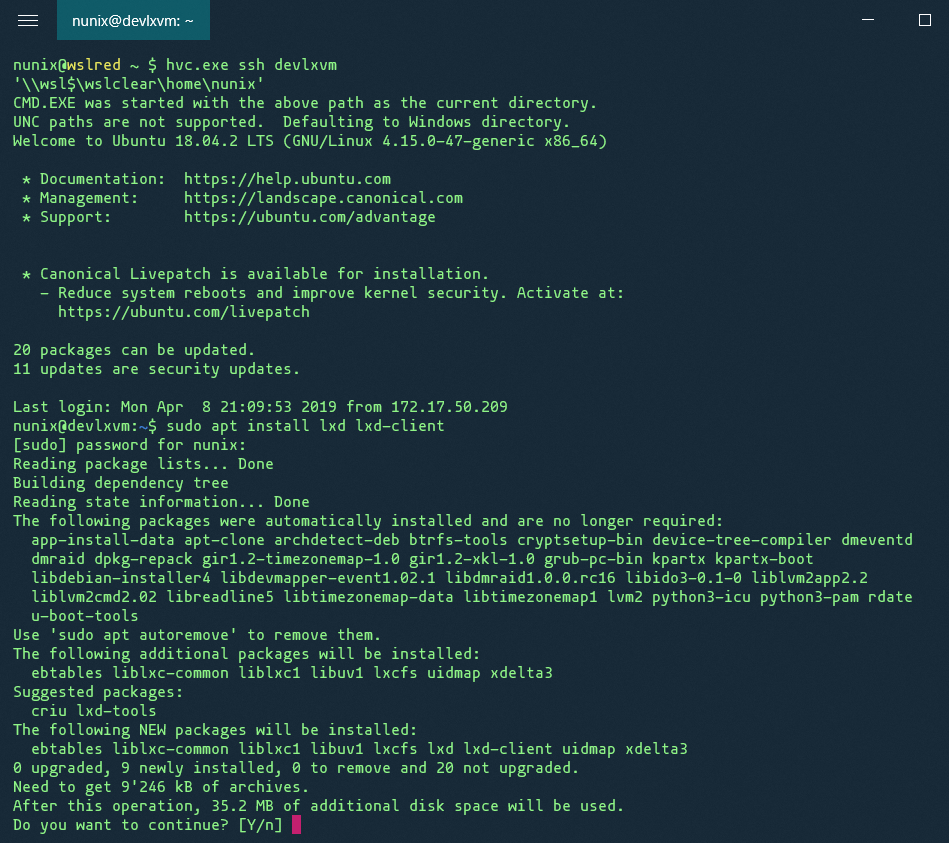 nunix@devlxvm: ~
nunix@wslred ~ $ hvc.exe ssh devlxvm
'\\wsl$\wslclear\home\nunix'
CMD.EXE was started with the above path as the current directory.
UNC paths are not supported.  Defaulting to Windows directory.
Welcome to Ubuntu 18.04.2 LTS (GNU/Linux 4.15.0-47-generic x86_64)
* Documentation:  https://help.ubuntu.com
* Management:     https://landscape.canonical.com
* Support:        https://ubuntu.com/advantage
* Canonical Livepatch is available for installation.
- Reduce system reboots and improve kernel security. Activate at:
https://ubuntu.com/livepatch
20 packages can be updated.
11 updates are security updates.
Last login: Mon Apr  8 21:09:53 2019 from 172.17.50.209
nunix@devlxvm:~$ sudo apt install lxd lxd-client
[sudo] password for nunix:
Reading package lists... Done
Building dependency tree
Reading state information... Done
The following packages were automatically installed and are no longer required:
app-install-data apt-clone archdetect-deb btrfs-tools cryptsetup-bin device-tree-compiler dmeventd
dmraid dpkg-repack gir1.2-timezonemap-1.0 gir1.2-xkl-1.0 grub-pc-bin kpartx kpartx-boot
libdebian-installer4 libdevmapper-event1.02.1 libdmraid1.0.0.rc16 libido3-0.1-0 liblvm2app2.2
liblvm2cmd2.02 libreadline5 libtimezonemap-data libtimezonemap1 lvm2 python3-icu python3-pam rdate
u-boot-tools
Use 'sudo apt autoremove' to remove them.
The following additional packages will be installed:
ebtables liblxc-common liblxc1 libuv1 lxcfs uidmap xdelta3
Suggested packages:
criu lxd-tools
The following NEW packages will be installed:
ebtables liblxc-common liblxc1 libuv1 lxcfs lxd lxd-client uidmap xdelta3
0 upgraded, 9 newly installed, 0 to remove and 20 not upgraded.
Need to get 9'246 kB of archives.
After this operation, 35.2 MB of additional disk space will be used.
Do you want to continue? [Y/n]